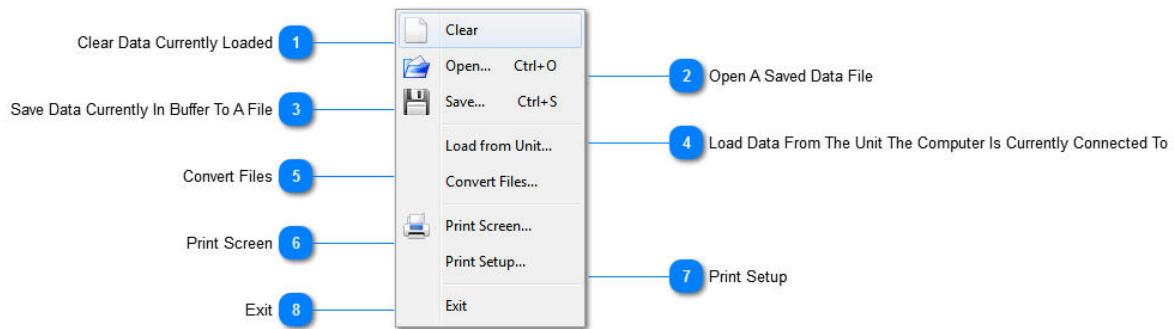 Clear Data Currently Loaded 1
Clear
Open... Ctrl+O
2 Open A Saved Data File
Save Data Currently In Buffer To A File 3
Save... Ctrl+S
Load from Unit...
4 Load Data From The Unit The Computer Is Currently Connected To
Convert Files 5
Convert Files...
Print Screen 6
Print Screen...
Print Setup...
7 Print Setup
Exit 8
Exit